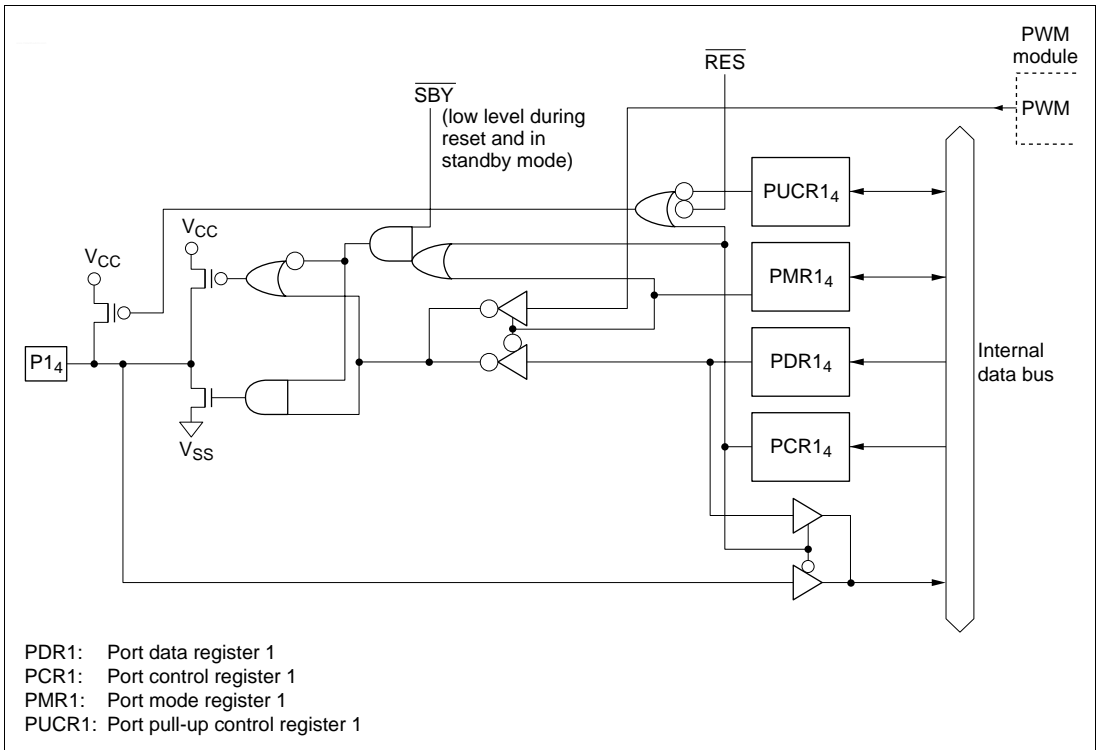 PWM
module
PWM
RES
SBY
(low level during
reset and in
standby mode)
PUCR1₄
VCC
VCC
PMR1₄
P1₄
PDR1₄
Internal
data bus
VSS
PCR1₄
PDR1: Port data register 1
PCR1: Port control register 1
PMR1: Port mode register 1
PUCR1: Port pull-up control register 1